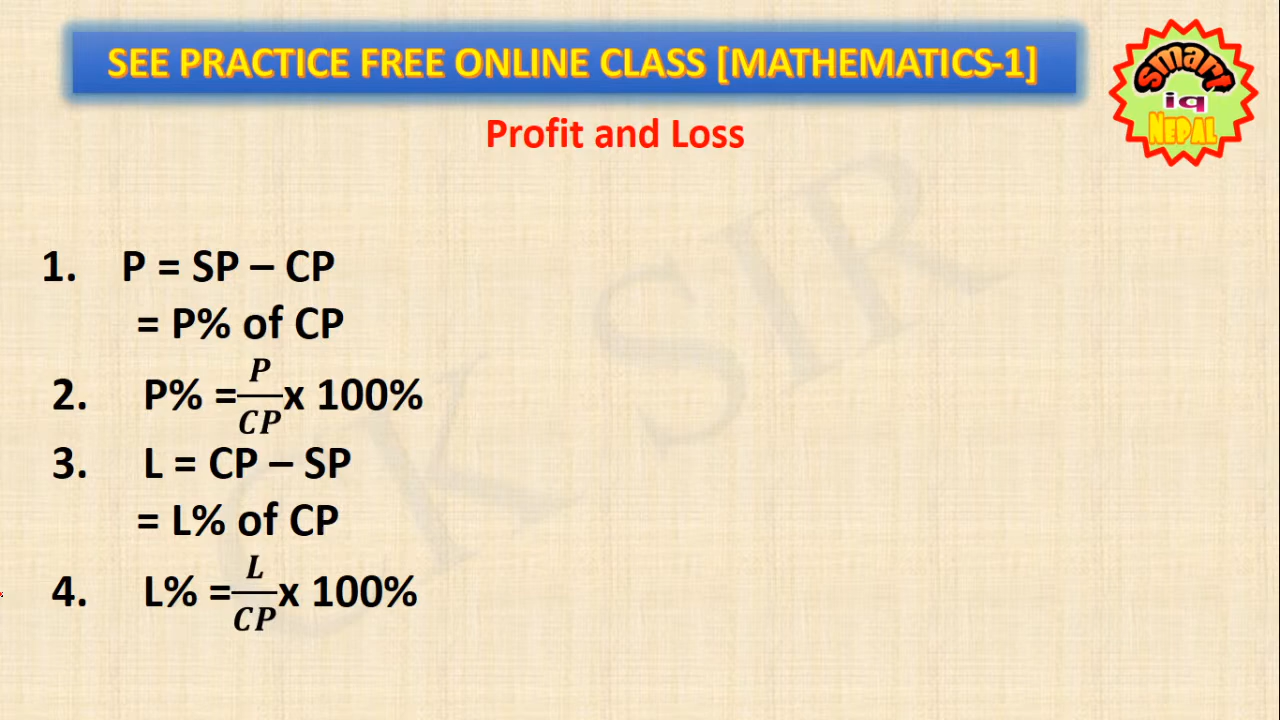 SEE PRACTICE FREE ONLINE CLASS [MATHEMATICS-1]
smart
iq
NEPAL
Profit and Loss
1. P = SP – CP
= P% of CP
2. P% = P/CP x 100%
3. L = CP – SP
= L% of CP
4. L% = L/CP x 100%
CK SIR